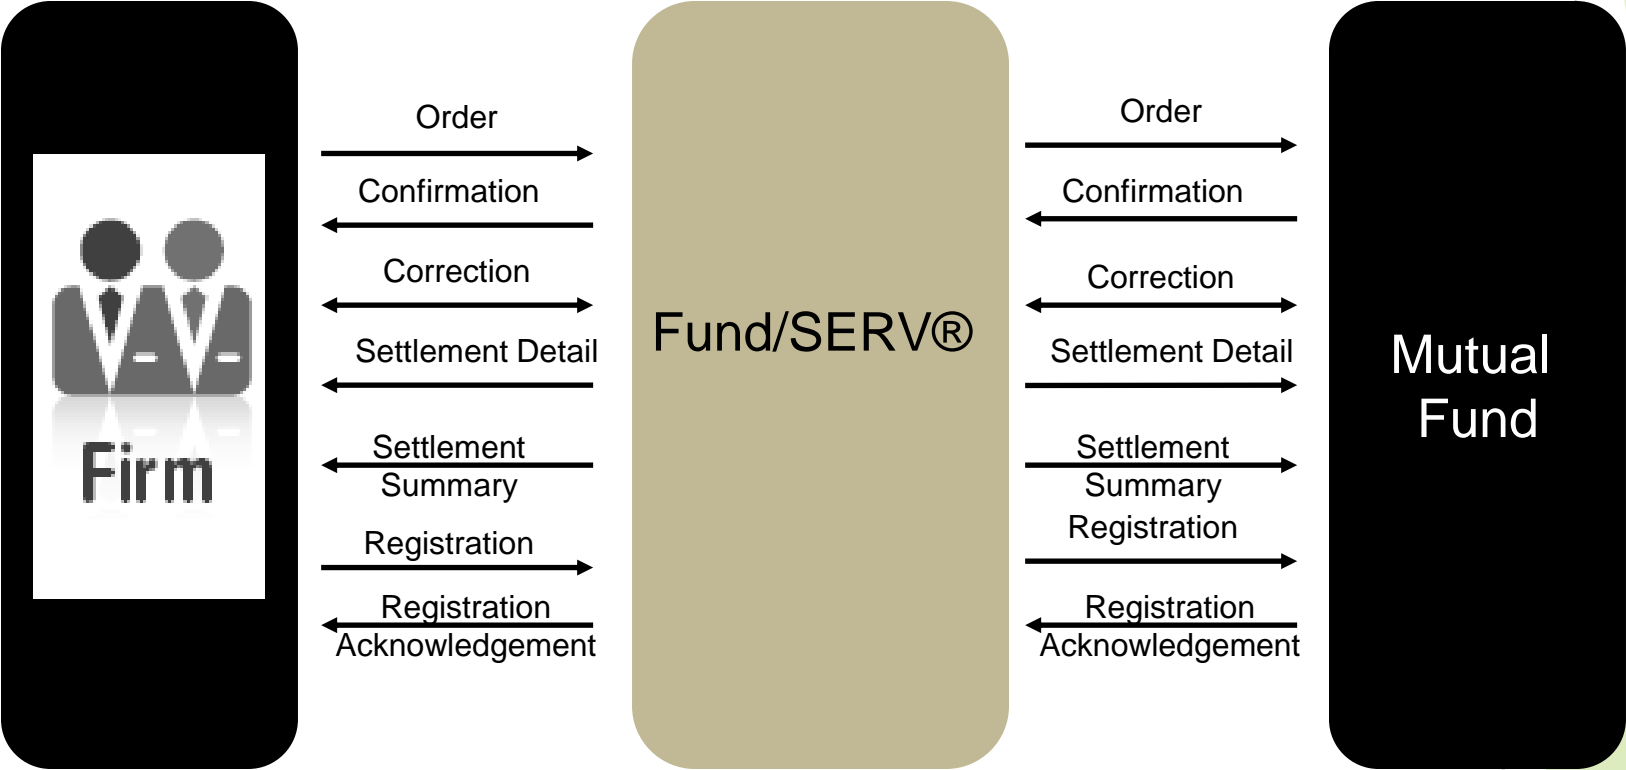 Firm
Order
Confirmation
Correction
Settlement Detail
Settlement
Summary
Registration
Registration
Acknowledgement
Fund/SERV®
Order
Confirmation
Correction
Settlement Detail
Settlement
Summary
Registration
Registration
Acknowledgement
Mutual
Fund